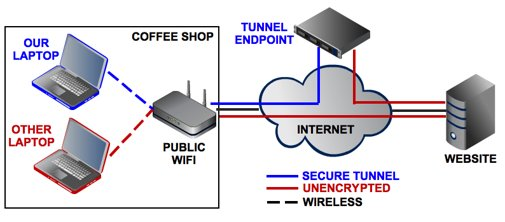 OUR
LAPTOP
COFFEE SHOP
TUNNEL
ENDPOINT
OTHER
LAPTOP
PUBLIC
WIFI
INTERNET
WEBSITE
SECURE TUNNEL
UNENCRYPTED
WIRELESS